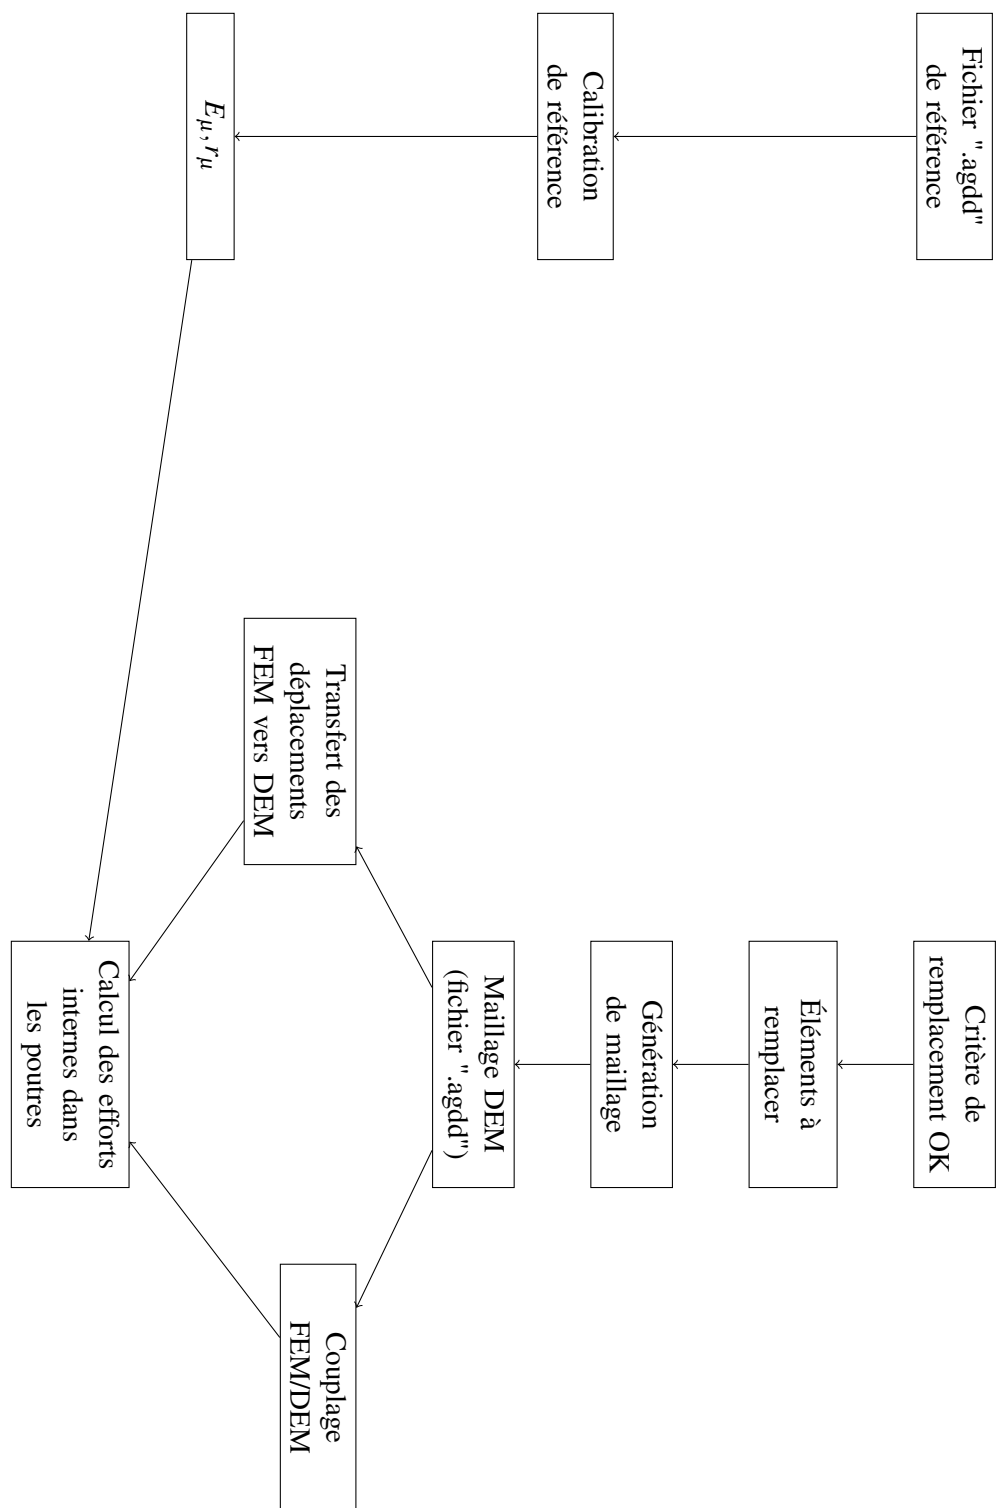 Fichier ".agdd"
de référence
Calibration
de référence
E_μ, r_μ
Critère de
remplacement OK
Éléments à
remplacer
Génération
de maillage
Maillage DEM
(fichier ".agdd")
Transfert des
déplacements
FEM vers DEM
Couplage
FEM/DEM
Calcul des efforts
internes dans
les poutres